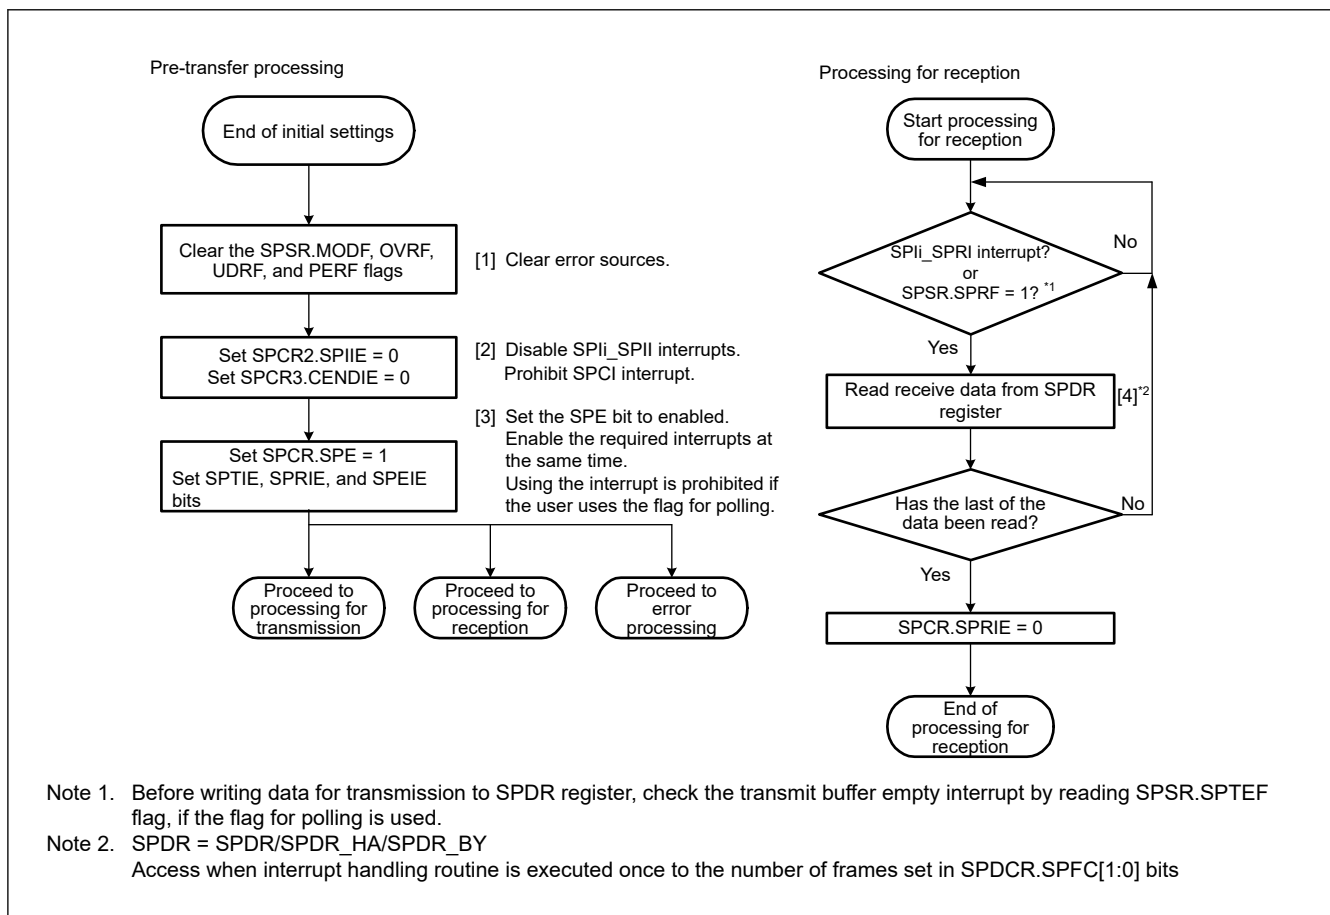 Pre-transfer processing
End of initial settings
Clear the SPSR.MODF, OVRF,
UDRF, and PERF flags
[1] Clear error sources.
Set SPCR2.SPIIE = 0
Set SPCR3.CENDIE = 0
[2] Disable SPIi_SPII interrupts.
Prohibit SPCI interrupt.
Set SPCR.SPE = 1
Set SPTIE, SPRIE, and SPEIE
bits
[3] Set the SPE bit to enabled.
Enable the required interrupts at
the same time.
Using the interrupt is prohibited if
the user uses the flag for polling.
Proceed to
processing for
transmission
Proceed to
processing for
reception
Proceed to
error
processing
Processing for reception
Start processing
for reception
SPIi_SPRI interrupt?
or
SPSR.SPRF = 1? *1
No
Yes
Read receive data from SPDR
register
[4]*2
Has the last of the
data been read?
No
Yes
SPCR.SPRIE = 0
End of
processing for
reception
Note 1. Before writing data for transmission to SPDR register, check the transmit buffer empty interrupt by reading SPSR.SPTEF
flag, if the flag for polling is used.
Note 2. SPDR = SPDR/SPDR_HA/SPDR_BY
Access when interrupt handling routine is executed once to the number of frames set in SPDCR.SPFC[1:0] bits